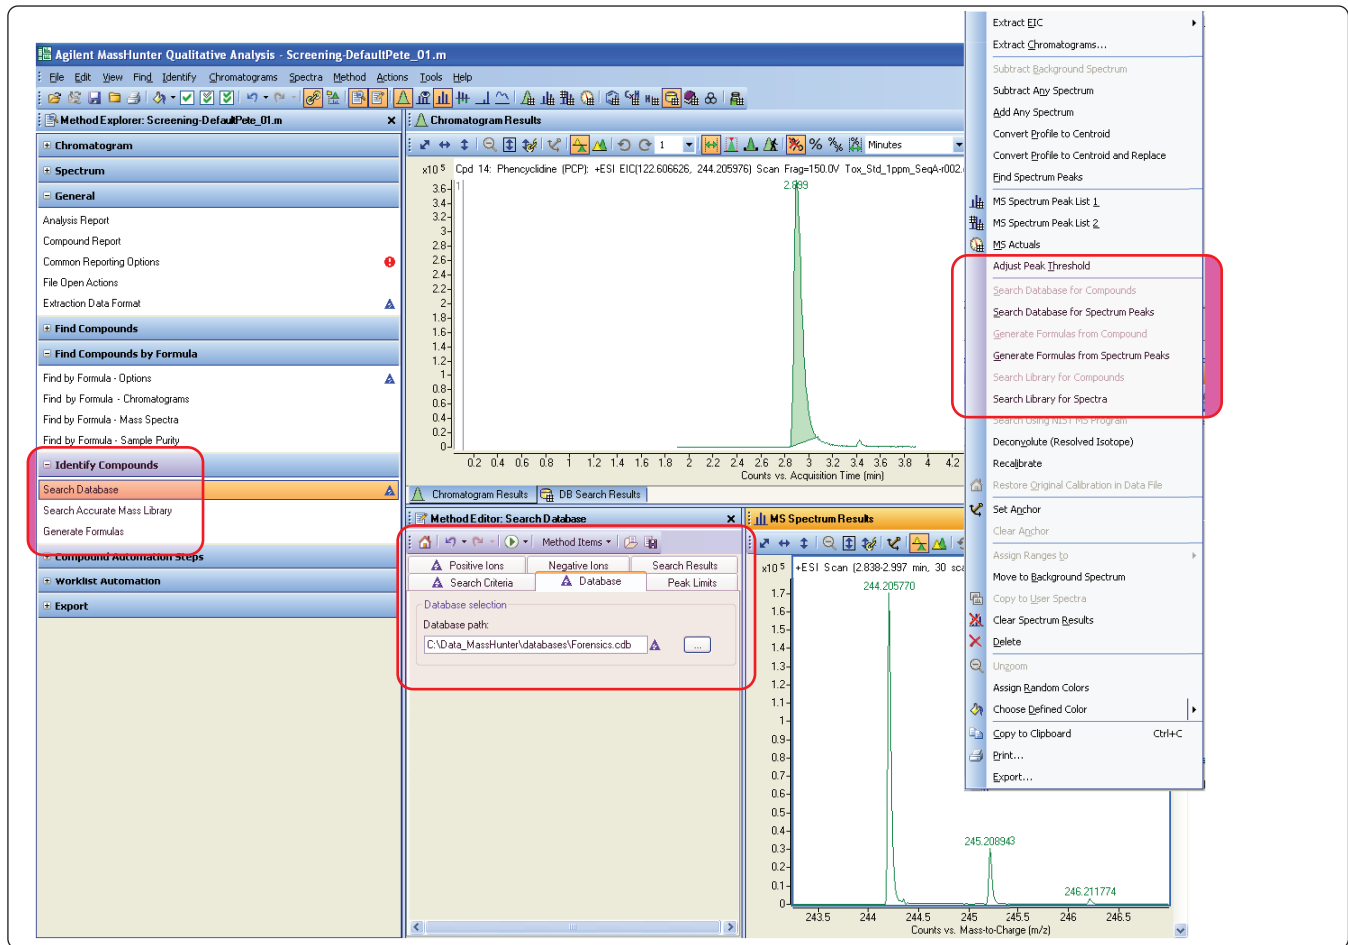 Agilent MassHunter Qualitative Analysis - Screening-DefaultPete_01.m
File Edit View Find Identify Chromatograms Spectra Method Actions Tools Help
Method Explorer: Screening-DefaultPete_01.m
Chromatogram
Spectrum
General
Analysis Report
Compound Report
Common Reporting Options
File Open Actions
Extraction Data Format
Find Compounds
Find Compounds by Formula
Find by Formula - Options
Find by Formula - Chromatograms
Find by Formula - Mass Spectra
Find by Formula - Sample Purity
Identify Compounds
Search Database
Search Accurate Mass Library
Generate Formulas
Compound Automation Steps
Worklist Automation
Export
Chromatogram Results
1
Minutes
x10 5 Cpd 14: Phencyclidine (PCP): +ESI EIC(122.606626, 244.205976) Scan Frag=150.0V Tox_Std_1ppm_SeqA-r002.
1
2.899
3.6
3.4
3.2
3
2.8
2.6
2.4
2.2
2
1.8
1.6
1.4
1.2
1
0.8
0.6
0.4
0.2
0
0.2 0.4 0.6 0.8 1 1.2 1.4 1.6 1.8 2 2.2 2.4 2.6 2.8 3 3.2 3.4 3.6 3.8 4 4.2
Counts vs. Acquisition Time (min)
Chromatogram Results DB Search Results
Method Editor: Search Database
Method Items
Positive Ions Negative Ions Search Results
Search Criteria Database Peak Limits
Database selection
Database path:
C:\Data_MassHunter\databases\Forensics.cdb
...
MS Spectrum Results
x10 5 +ESI Scan (2.838-2.997 min, 30 sca
244.205770
1.7
1.6
1.5
1.4
1.3
1.2
1.1
1
0.9
0.8
0.7
0.6
0.5
0.4
0.3
0.2
0.1
0
245.208943
246.211774
243.5 244 244.5 245 245.5 246 246.5
Counts vs. Mass-to-Charge (m/z)
Extract EIC
Extract Chromatograms...
Subtract Background Spectrum
Subtract Any Spectrum
Add Any Spectrum
Convert Profile to Centroid
Convert Profile to Centroid and Replace
Find Spectrum Peaks
MS Spectrum Peak List 1
MS Spectrum Peak List 2
MS Actuals
Adjust Peak Threshold
Search Database for Compounds
Search Database for Spectrum Peaks
Generate Formulas from Compound
Generate Formulas from Spectrum Peaks
Search Library for Compounds
Search Library for Spectra
Search Using NIST MS Program
Deconvolute (Resolved Isotope)
Recalibrate
Restore Original Calibration in Data File
Set Anchor
Clear Anchor
Assign Ranges to
Move to Background Spectrum
Copy to User Spectra
Clear Spectrum Results
Delete
Unzoom
Assign Random Colors
Choose Defined Color
Copy to Clipboard Ctrl+C
Print...
Export...